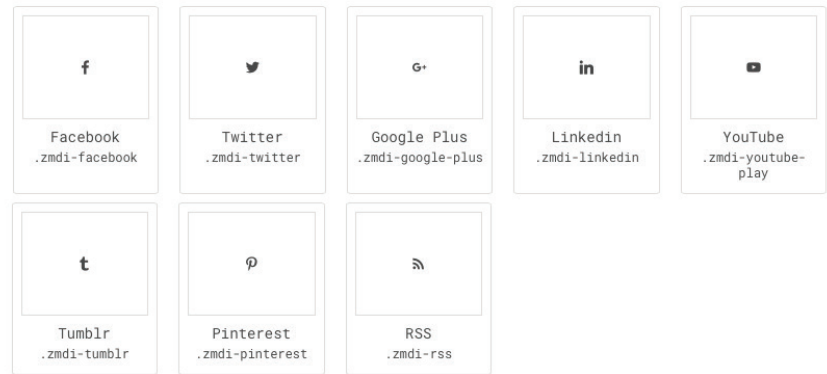 f
G+
in
Facebook
.zmdi-facebook
Twitter
.zmdi-twitter
Google Plus
.zmdi-google-plus
Linkedin
.zmdi-linkedin
YouTube
.zmdi-youtube-
play
t
Tumblr
.zmdi-tumblr
Pinterest
.zmdi-pinterest
RSS
.zmdi-rss